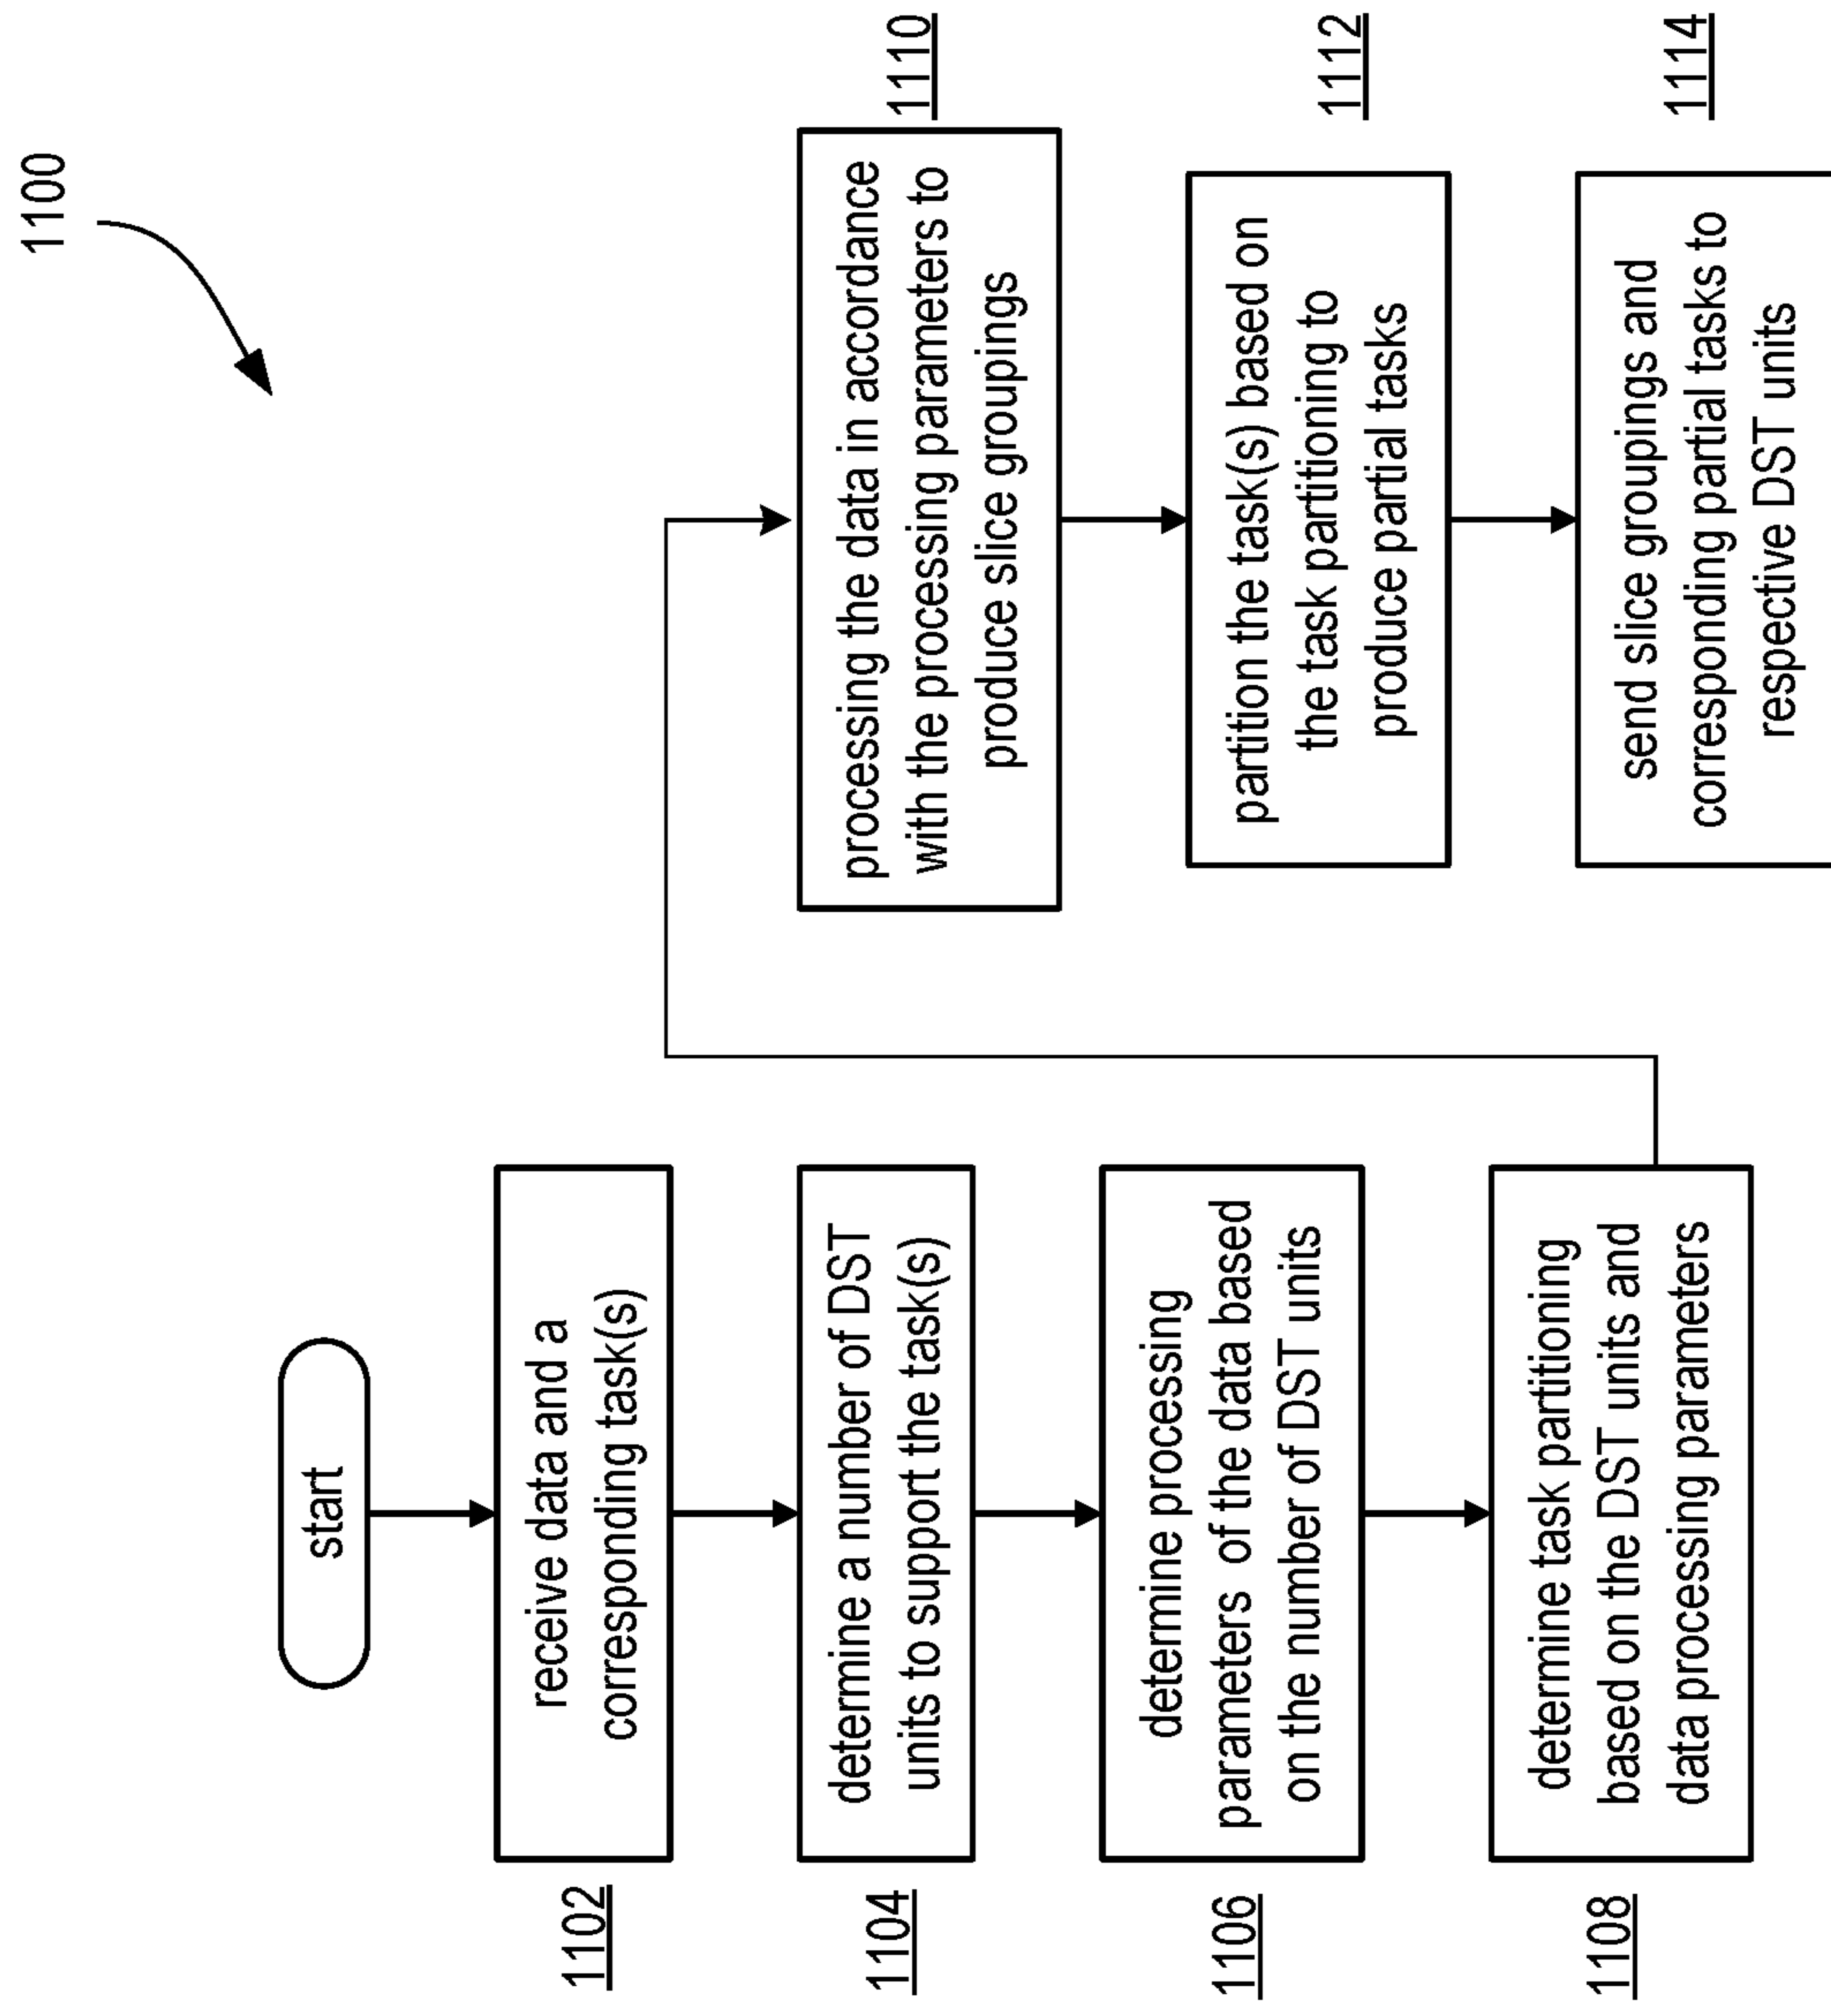 1100
start
receive data and a
corresponding task(s)
1102
determine a number of DST
units to support the task(s)
1104
determine processing
parameters of the data based
on the number of DST units
1106
determine task partitioning
based on the DST units and
data processing parameters
1108
processing the data in accordance
with the processing parameters to
produce slice groupings
1110
partition the task(s) based on
the task partitioning to
produce partial tasks
1112
send slice groupings and
corresponding partial tasks to
respective DST units
1114